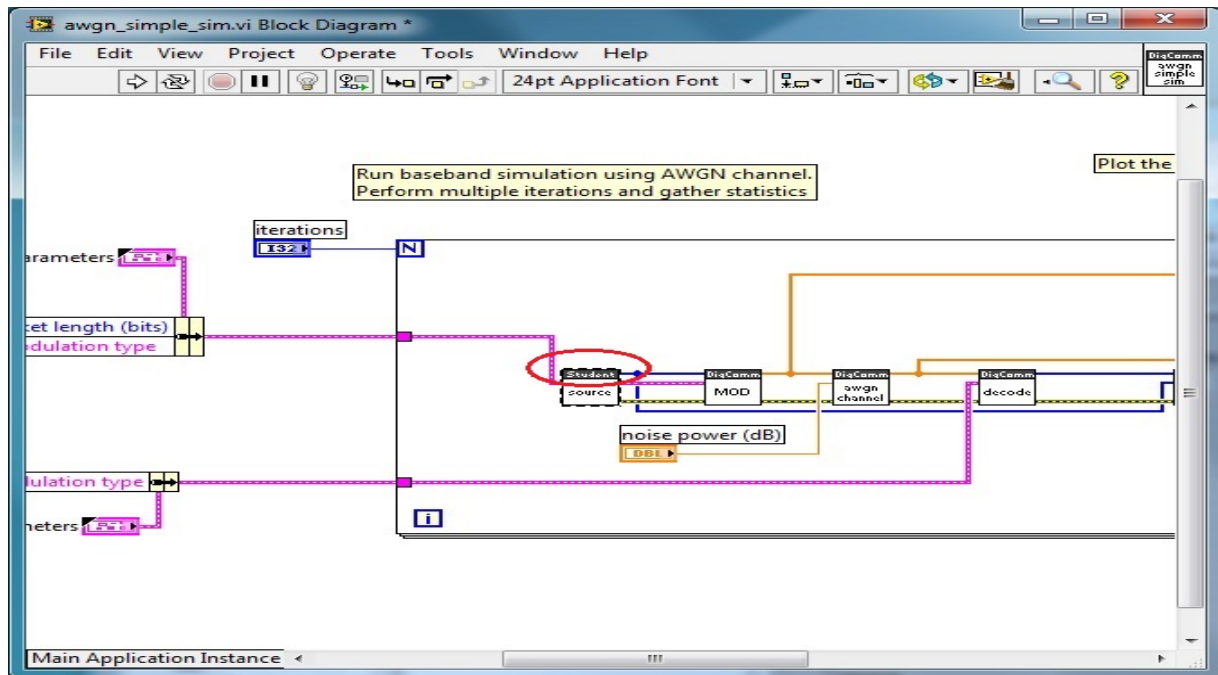 awgn_simple_sim.vi Block Diagram *
File Edit View Project Operate Tools Window Help
24pt Application Font
DigComm
awgn
simple
sim
Run baseband simulation using AWGN channel.
Perform multiple iterations and gather statistics
Plot the
iterations
I32
N
arameters
ket length (bits)
dulation type
Student
source
DigComm
MOD
DigComm
awgn
channel
DigComm
decode
noise power (dB)
DBL
dulation type
i
meters
Main Application Instance